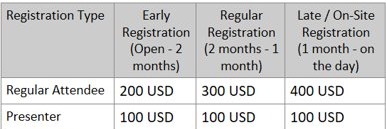 Registration Type Early Registration (Open - 2 months) Regular Registration (2 months - 1 month) Late / On-Site Registration (1 month - on the day)
Regular Attendee 200 USD 300 USD 400 USD
Presenter 100 USD 100 USD 100 USD